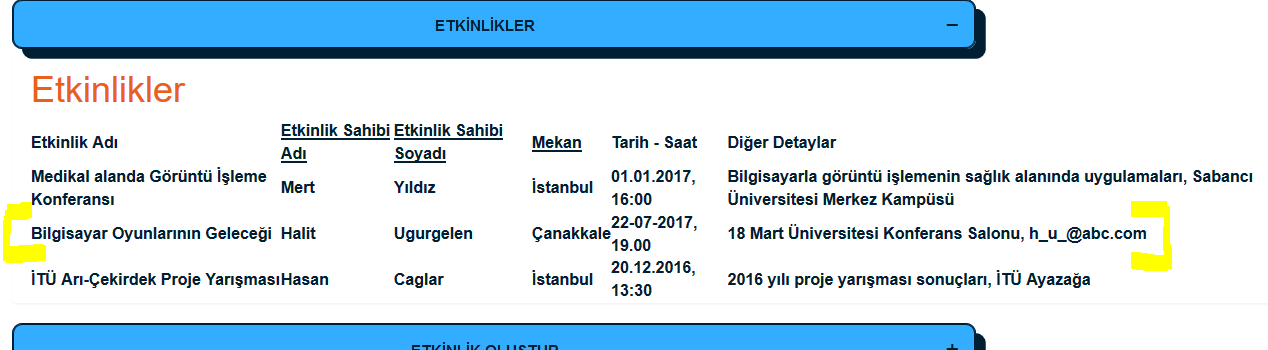 ETKİNLİKLER −
Etkinlikler
Etkinlik Adı Etkinlik Sahibi Adı Etkinlik Sahibi Soyadı Mekan Tarih - Saat Diğer Detaylar
Medikal alanda Görüntü İşleme Konferansı Mert Yıldız İstanbul 01.01.2017, 16:00 Bilgisayarla görüntü işlemenin sağlık alanında uygulamaları, Sabancı Üniversitesi Merkez Kampüsü
Bilgisayar Oyunlarının Geleceği Halit Ugurgelen Çanakkale 22-07-2017, 19.00 18 Mart Üniversitesi Konferans Salonu, h_u_@abc.com
İTÜ Arı-Çekirdek Proje Yarışması Hasan Caglar İstanbul 20.12.2016, 13:30 2016 yılı proje yarışması sonuçları, İTÜ Ayazağa
ETKİNLİK OLUŞTUR +